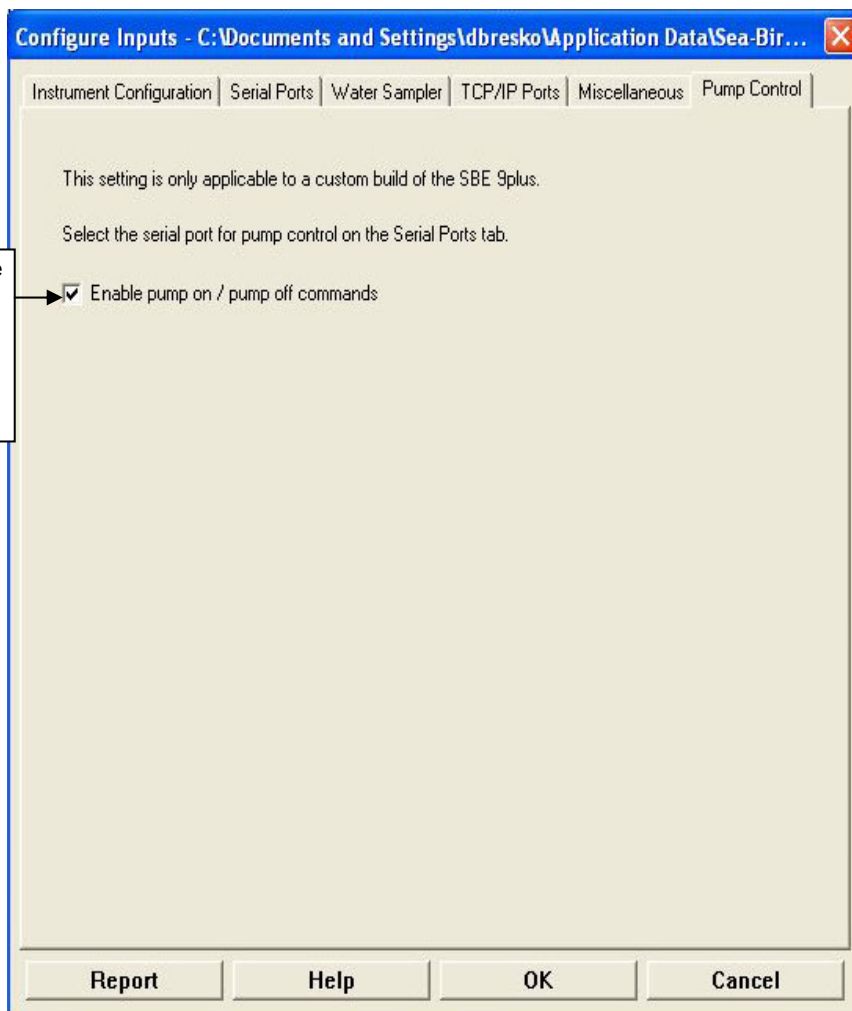 Configure Inputs - C:\Documents and Settings\dbresko\Application Data\Sea-Bir...
Instrument Configuration
Serial Ports
Water Sampler
TCP/IP Ports
Miscellaneous
Pump Control
This setting is only applicable to a custom build of the SBE 9plus.
Select the serial port for pump control on the Serial Ports tab.
Enable pump on / pump off commands
Report
Help
OK
Cancel